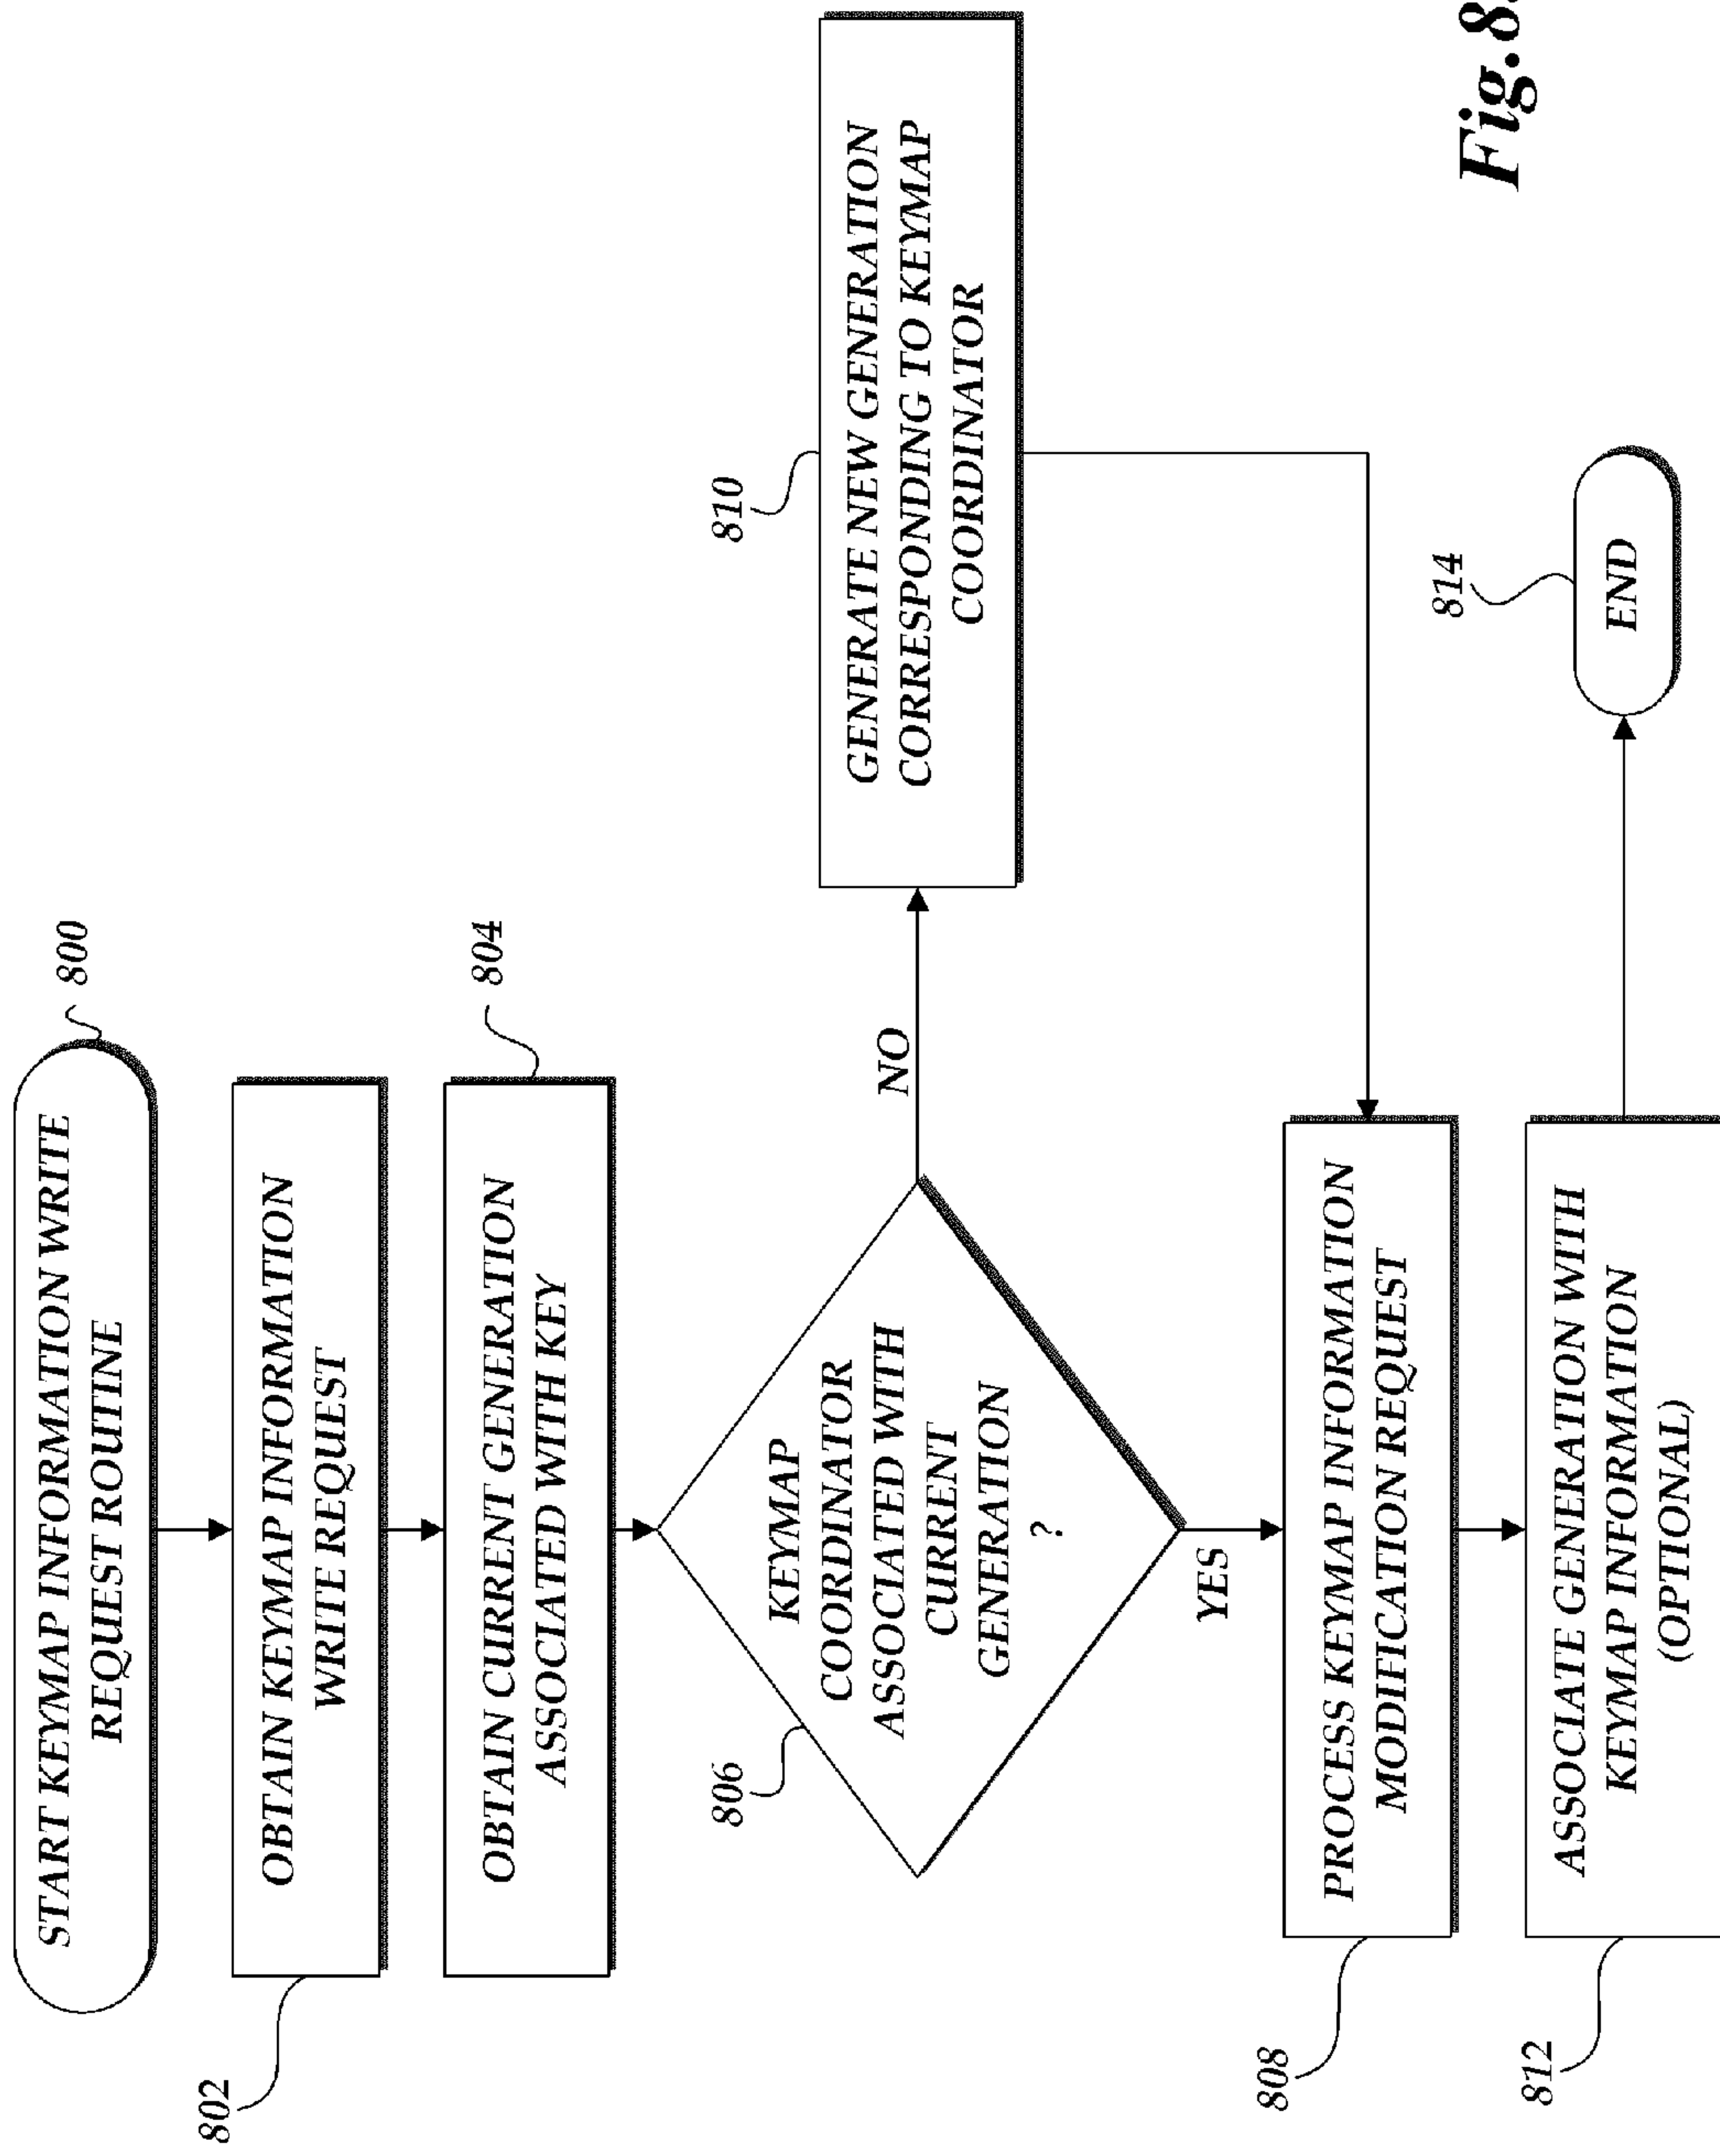 START KEYMAP INFORMATION WRITE
REQUEST ROUTINE
800
OBTAIN KEYMAP INFORMATION
WRITE REQUEST
802
OBTAIN CURRENT GENERATION
ASSOCIATED WITH KEY
804
KEYMAP
COORDINATOR
ASSOCIATED WITH
CURRENT
GENERATION
?
806
NO
YES
GENERATE NEW GENERATION
CORRESPONDING TO KEYMAP
COORDINATOR
810
PROCESS KEYMAP INFORMATION
MODIFICATION REQUEST
808
ASSOCIATE GENERATION WITH
KEYMAP INFORMATION
(OPTIONAL)
812
END
814
Fig.8.